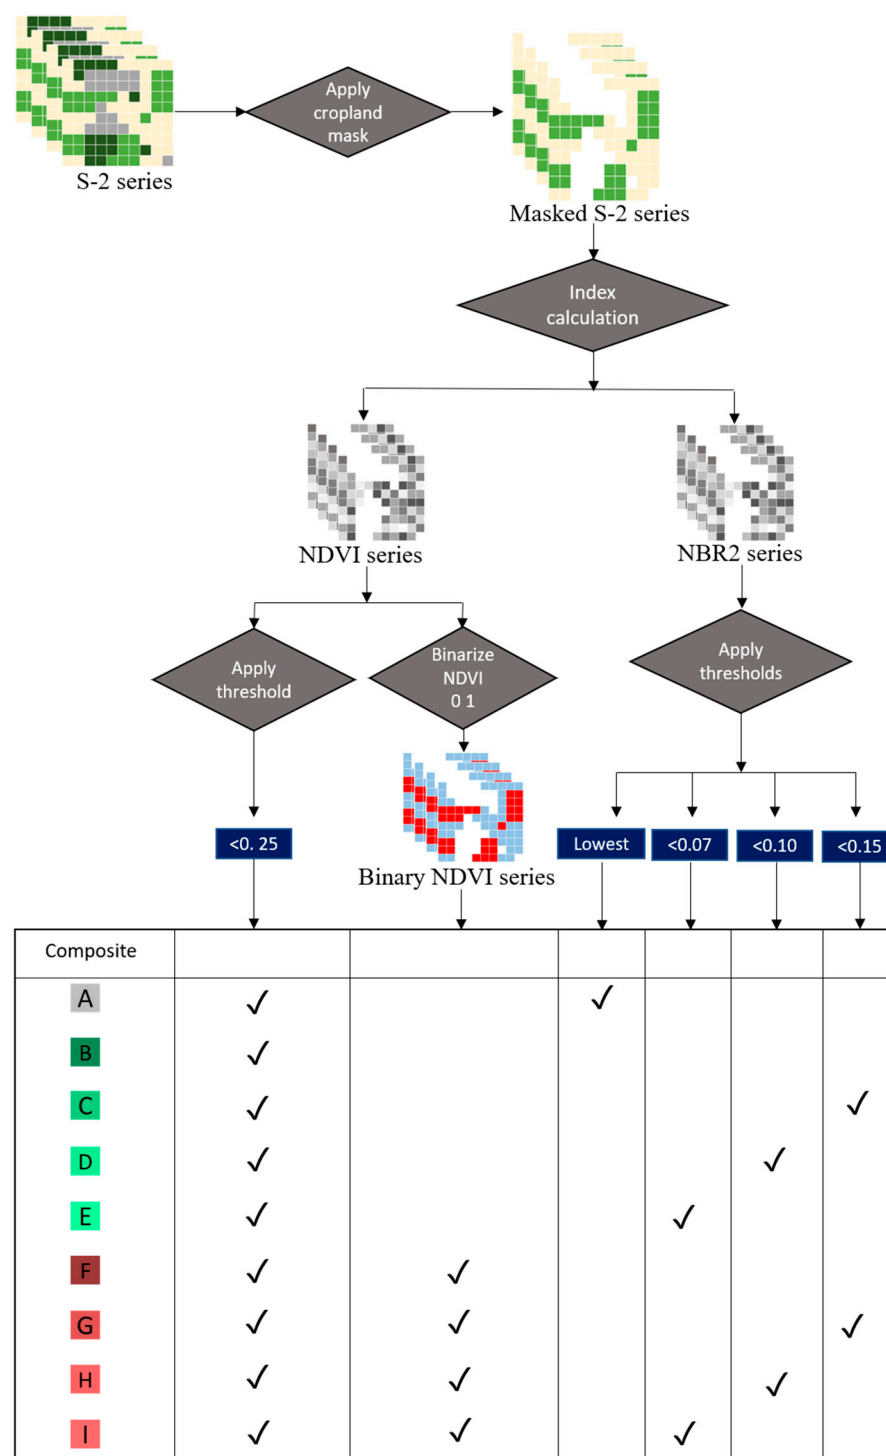 S-2 series
Apply
cropland
mask
Masked S-2 series
Index
calculation
NDVI series
NBR2 series
Apply
threshold
Binarize
NDVI
0 1
Apply
thresholds
<0. 25
Binary NDVI series
Lowest
<0.07
<0.10
<0.15
Composite
A ✓ ✓
B ✓
C ✓ ✓
D ✓ ✓
E ✓ ✓
F ✓ ✓
G ✓ ✓ ✓
H ✓ ✓ ✓
I ✓ ✓ ✓